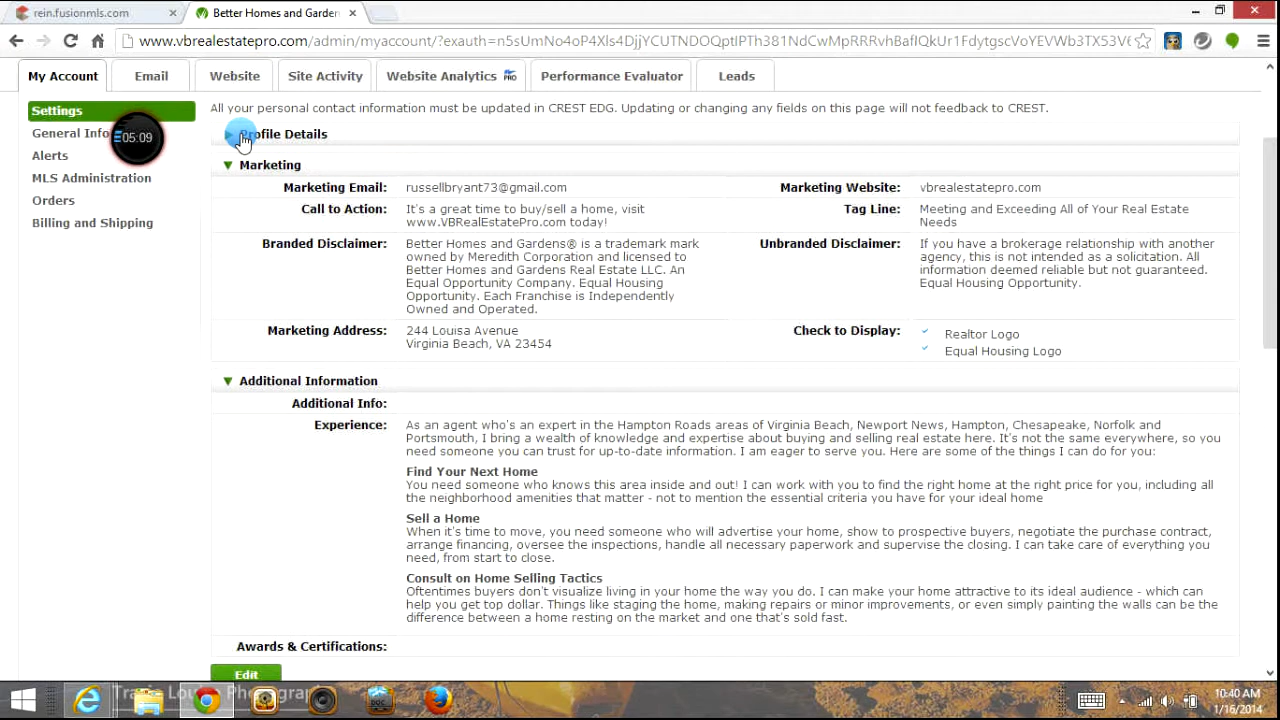 rein.fusionmls.com
Better Homes and Garden
www.vbrealestatepro.com/admin/myaccount/?exauth=
My Account
Email
Website
Site Activity
Website Analytics PRO
Performance Evaluator
Leads
Settings
All your personal contact information must be updated in CREST EDG. Updating or changing any fields on this page will not feedback to CREST.
General Info
05:09
Profile Details
Alerts
MLS Administration
Orders
Billing and Shipping
Marketing
Marketing Email: russellbryant73@gmail.com
Marketing Website: vbrealestatepro.com
Call to Action: It's a great time to buy/sell a home, visit
www.VBRealEstatePro.com today!
Tag Line: Meeting and Exceeding All of Your Real Estate
Needs
Branded Disclaimer: Better Homes and Gardens® is a trademark mark
owned by Meredith Corporation and licensed to
Better Homes and Gardens Real Estate LLC. An
Equal Opportunity Company. Equal Housing
Opportunity. Each Franchise is Independently
Owned and Operated.
Unbranded Disclaimer: If you have a brokerage relationship with another
agency, this is not intended as a solicitation. All
information deemed reliable but not guaranteed.
Equal Housing Opportunity.
Marketing Address: 244 Louisa Avenue
Virginia Beach, VA 23454
Check to Display: Realtor Logo
Equal Housing Logo
Additional Information
Additional Info:
Experience: As an agent who's an expert in the Hampton Roads areas of Virginia Beach, Newport News, Hampton, Chesapeake, Norfolk and
Portsmouth, I bring a wealth of knowledge and expertise about buying and selling real estate here. It's not the same everywhere, so you
need someone you can trust for up-to-date information. I am eager to serve you. Here are some of the things I can do for you:
Find Your Next Home
You need someone who knows this area inside and out! I can work with you to find the right home at the right price for you, including all
the neighborhood amenities that matter - not to mention the essential criteria you have for your ideal home
Sell a Home
When it's time to move, you need someone who will advertise your home, show to prospective buyers, negotiate the purchase contract,
arrange financing, oversee the inspections, handle all necessary paperwork and supervise the closing. I can take care of everything you
need, from start to close.
Consult on Home Selling Tactics
Oftentimes buyers don't visualize living in your home the way you do. I can make your home attractive to its ideal audience - which can
help you get top dollar. Things like staging the home, making repairs or minor improvements, or even simply painting the walls can be the
difference between a home resting on the market and one that's sold fast.
Awards & Certifications:
Edit
10:40 AM
1/16/2014